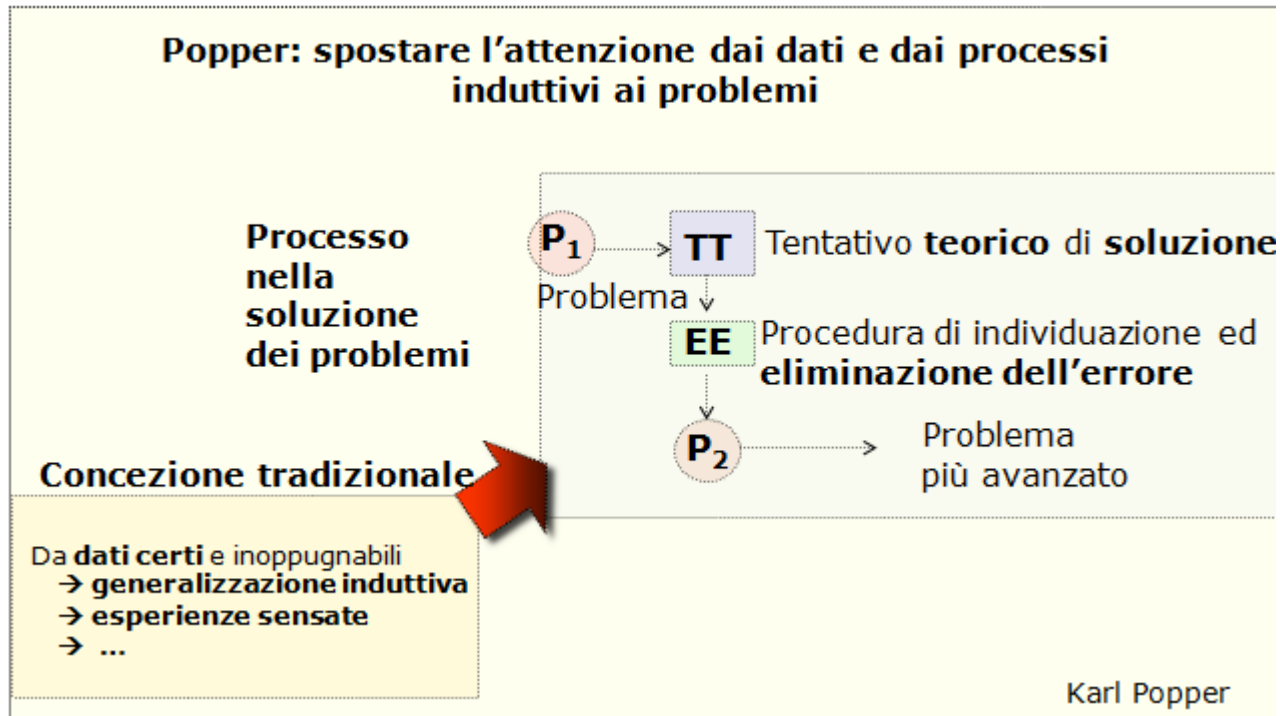 Popper: spostare l'attenzione dai dati e dai processi
induttivi ai problemi
Processo
nella
soluzione
dei problemi
P1
TT
Tentativo teorico di soluzione
Problema
EE
Procedura di individuazione ed
eliminazione dell'errore
P2
Problema
più avanzato
Concezione tradizionale
Da dati certi e inoppugnabili
→ generalizzazione induttiva
→ esperienze sensate
→ ...
Karl Popper